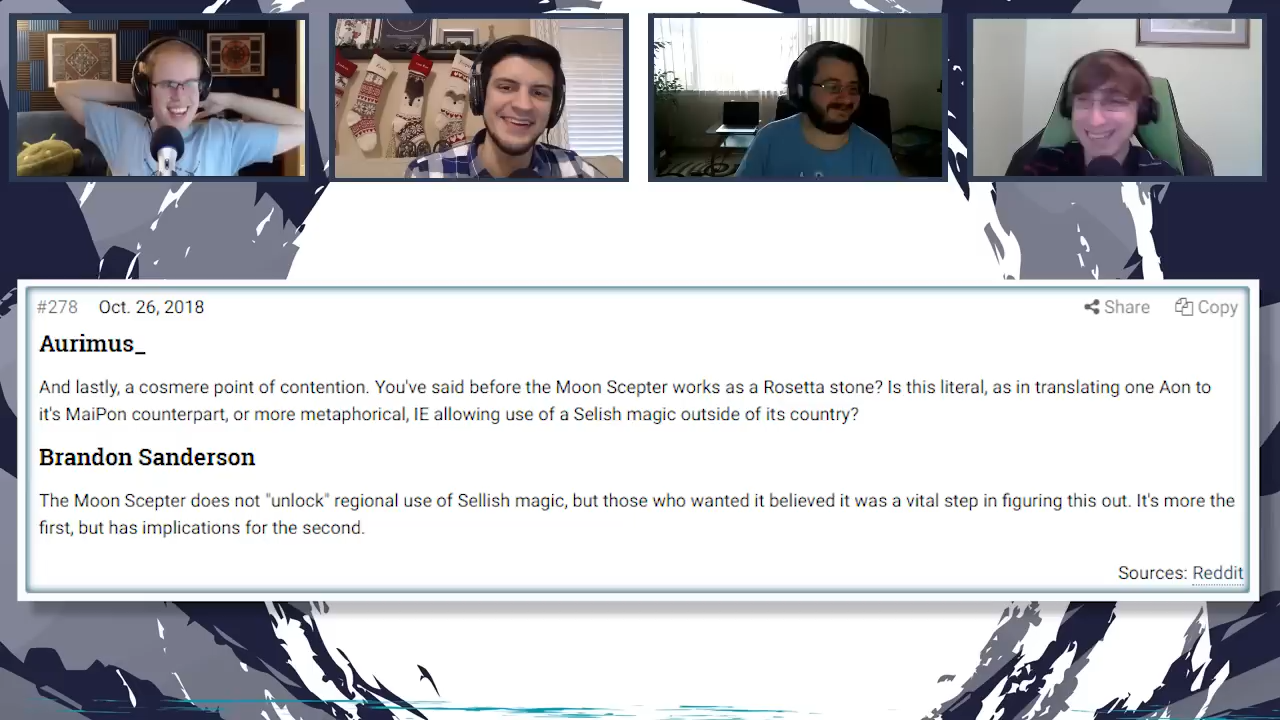 #278 Oct. 26, 2018 Share Copy
Aurimus_
And lastly, a cosmere point of contention. You've said before the Moon Scepter works as a Rosetta stone? Is this literal, as in translating one Aon to
it's MaiPon counterpart, or more metaphorical, IE allowing use of a Selish magic outside of its country?
Brandon Sanderson
The Moon Scepter does not "unlock" regional use of Sellish magic, but those who wanted it believed it was a vital step in figuring this out. It's more the
first, but has implications for the second.
Sources: Reddit